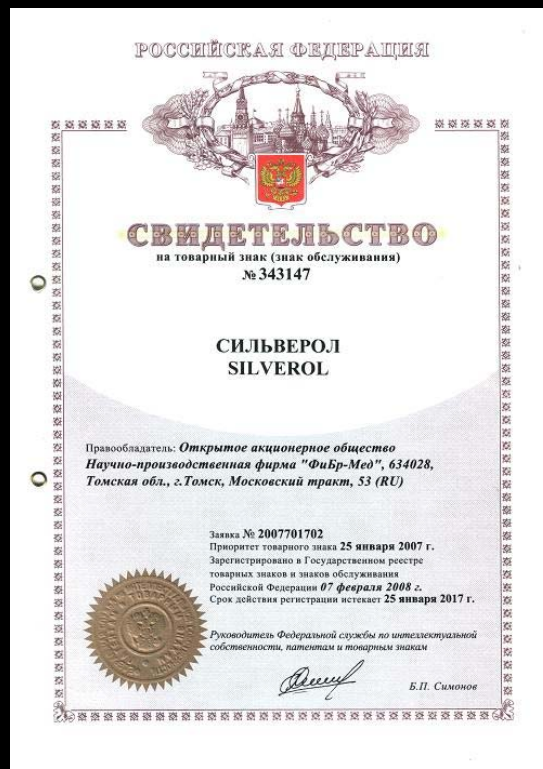 РОССИЙСКАЯ ФЕДЕРАЦИЯ
СВИДЕТЕЛЬСТВО
на товарный знак (знак обслуживания)
№ 343147
СИЛЬВЕРОЛ
SILVEROL
Правообладатель: Открытое акционерное общество
Научно-производственная фирма "ФиБр-Мед", 634028,
Томская обл., г.Томск, Московский тракт, 53 (RU)
Заявка № 2007701702
Приоритет товарного знака 25 января 2007 г.
Зарегистрировано в Государственном реестре
товарных знаков и знаков обслуживания
Российской Федерации 07 февраля 2008 г.
Срок действия регистрации истекает 25 января 2017 г.
Руководитель Федеральной службы по интеллектуальной
собственности, патентам и товарным знакам
Б.П. Симонов